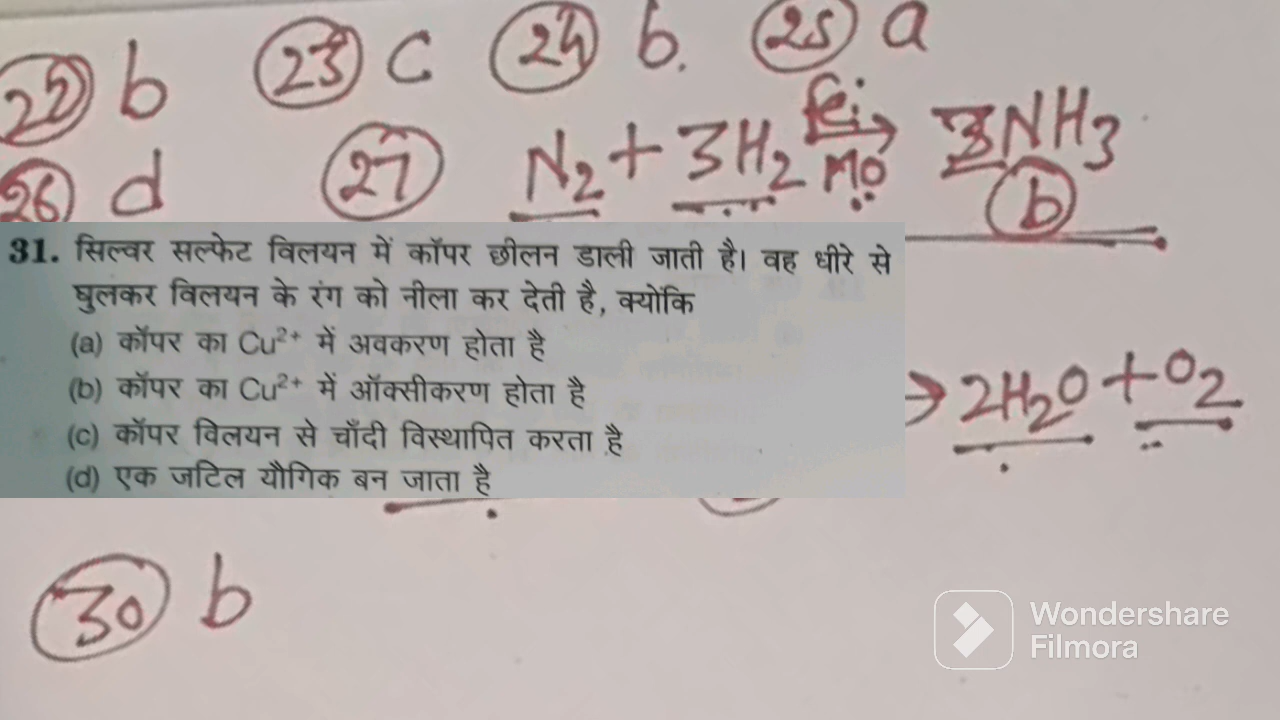 22 b 23 c 24 b. 25 a
26 d 27 N2 + 3H2 Fe. → Mo 2NH3
b
31. सिल्वर सल्फेट विलयन में कॉपर छीलन डाली जाती है। वह धीरे से
घुलकर विलयन के रंग को नीला कर देती है, क्योंकि
(a) कॉपर का Cu²⁺ में अवकरण होता है
(b) कॉपर का Cu²⁺ में ऑक्सीकरण होता है
→ 2H2O + O2
(c) कॉपर विलयन से चाँदी विस्थापित करता है
(d) एक जटिल यौगिक बन जाता है
30 b
Wondershare
Filmora